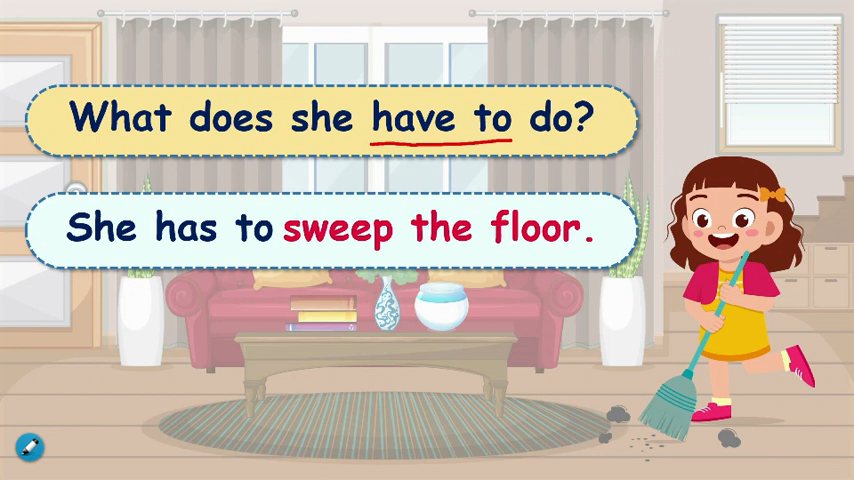 What does she have to do?
She has to sweep the floor.